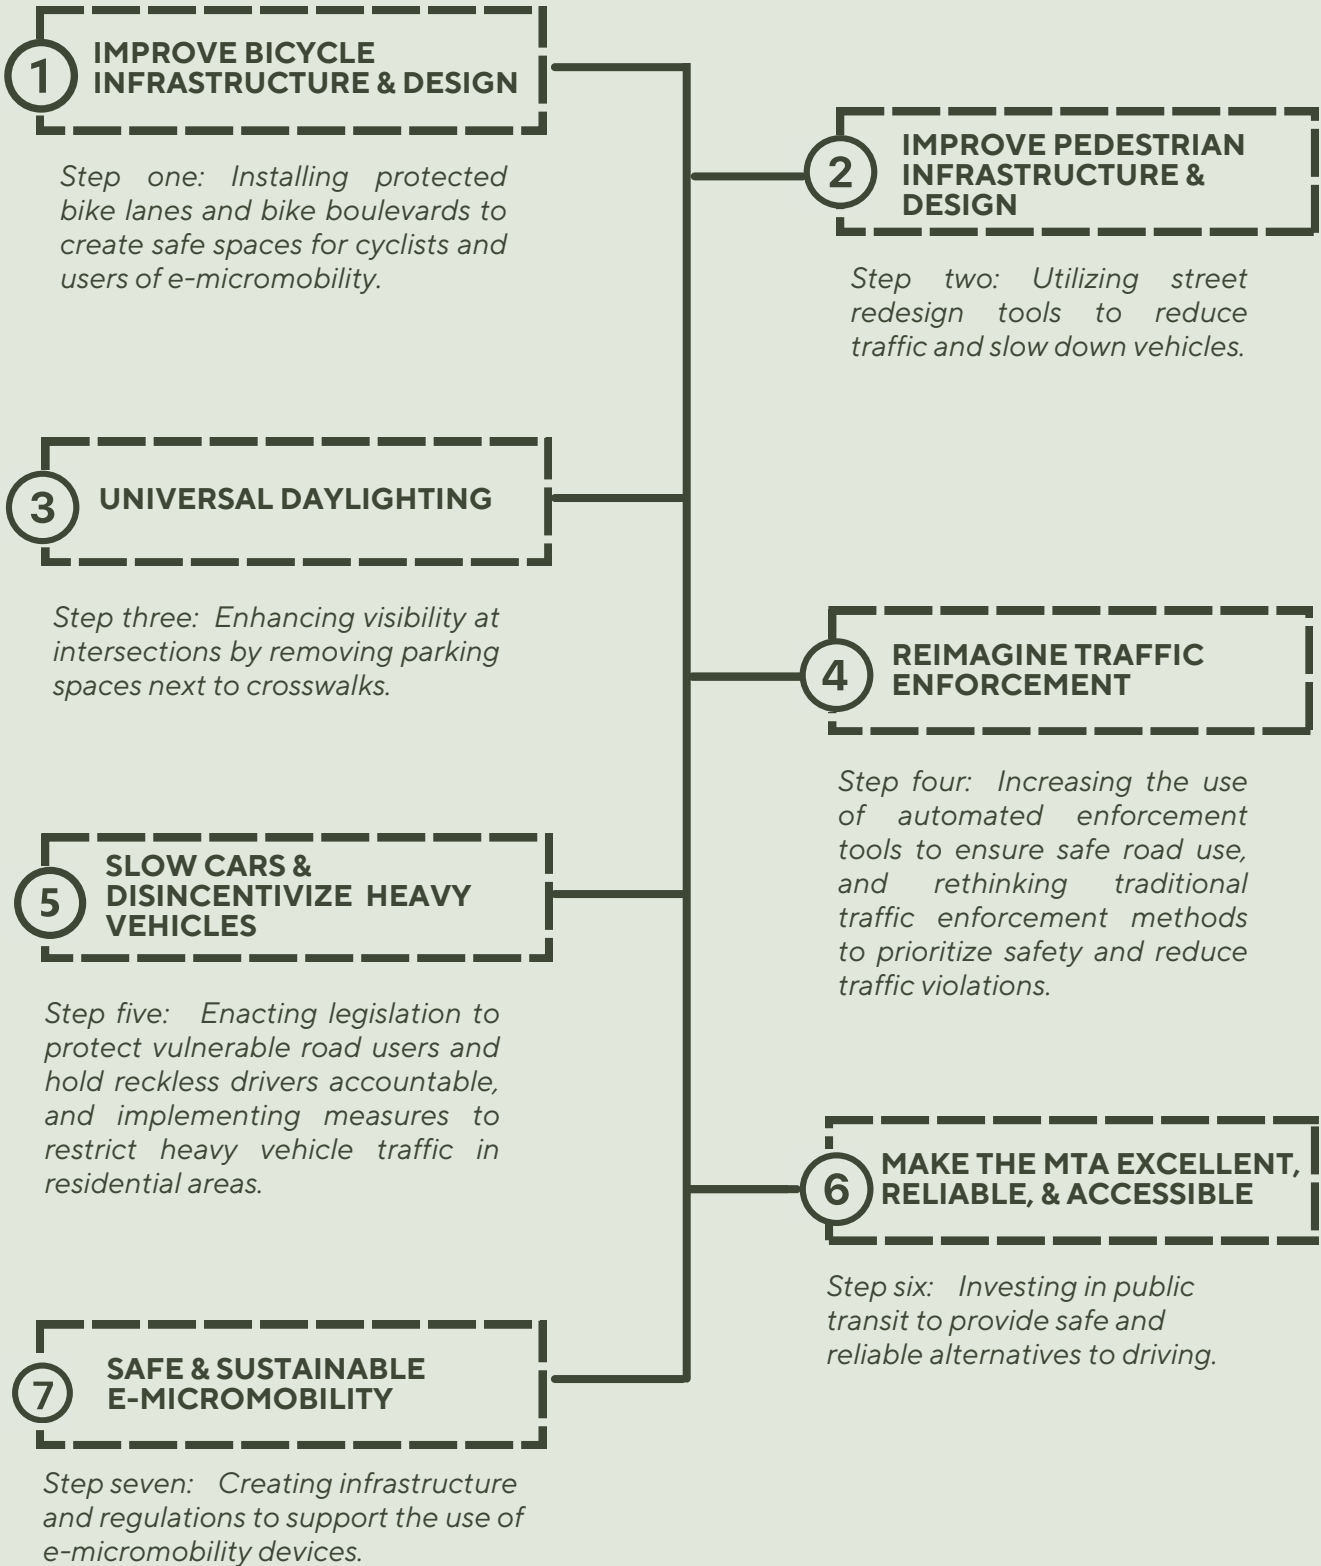 1
IMPROVE BICYCLE
INFRASTRUCTURE & DESIGN
Step one: Installing protected
bike lanes and bike boulevards to
create safe spaces for cyclists and
users of e-micromobility.
2
IMPROVE PEDESTRIAN
INFRASTRUCTURE &
DESIGN
Step two: Utilizing street
redesign tools to reduce
traffic and slow down vehicles.
3
UNIVERSAL DAYLIGHTING
Step three: Enhancing visibility at
intersections by removing parking
spaces next to crosswalks.
4
REIMAGINE TRAFFIC
ENFORCEMENT
Step four: Increasing the use
of automated enforcement
tools to ensure safe road use,
and rethinking traditional
traffic enforcement methods
to prioritize safety and reduce
traffic violations.
5
SLOW CARS &
DISINCENTIVIZE HEAVY
VEHICLES
Step five: Enacting legislation to
protect vulnerable road users and
hold reckless drivers accountable,
and implementing measures to
restrict heavy vehicle traffic in
residential areas.
6
MAKE THE MTA EXCELLENT,
RELIABLE, & ACCESSIBLE
Step six: Investing in public
transit to provide safe and
reliable alternatives to driving.
7
SAFE & SUSTAINABLE
E-MICROMOBILITY
Step seven: Creating infrastructure
and regulations to support the use of
e-micromobility devices.